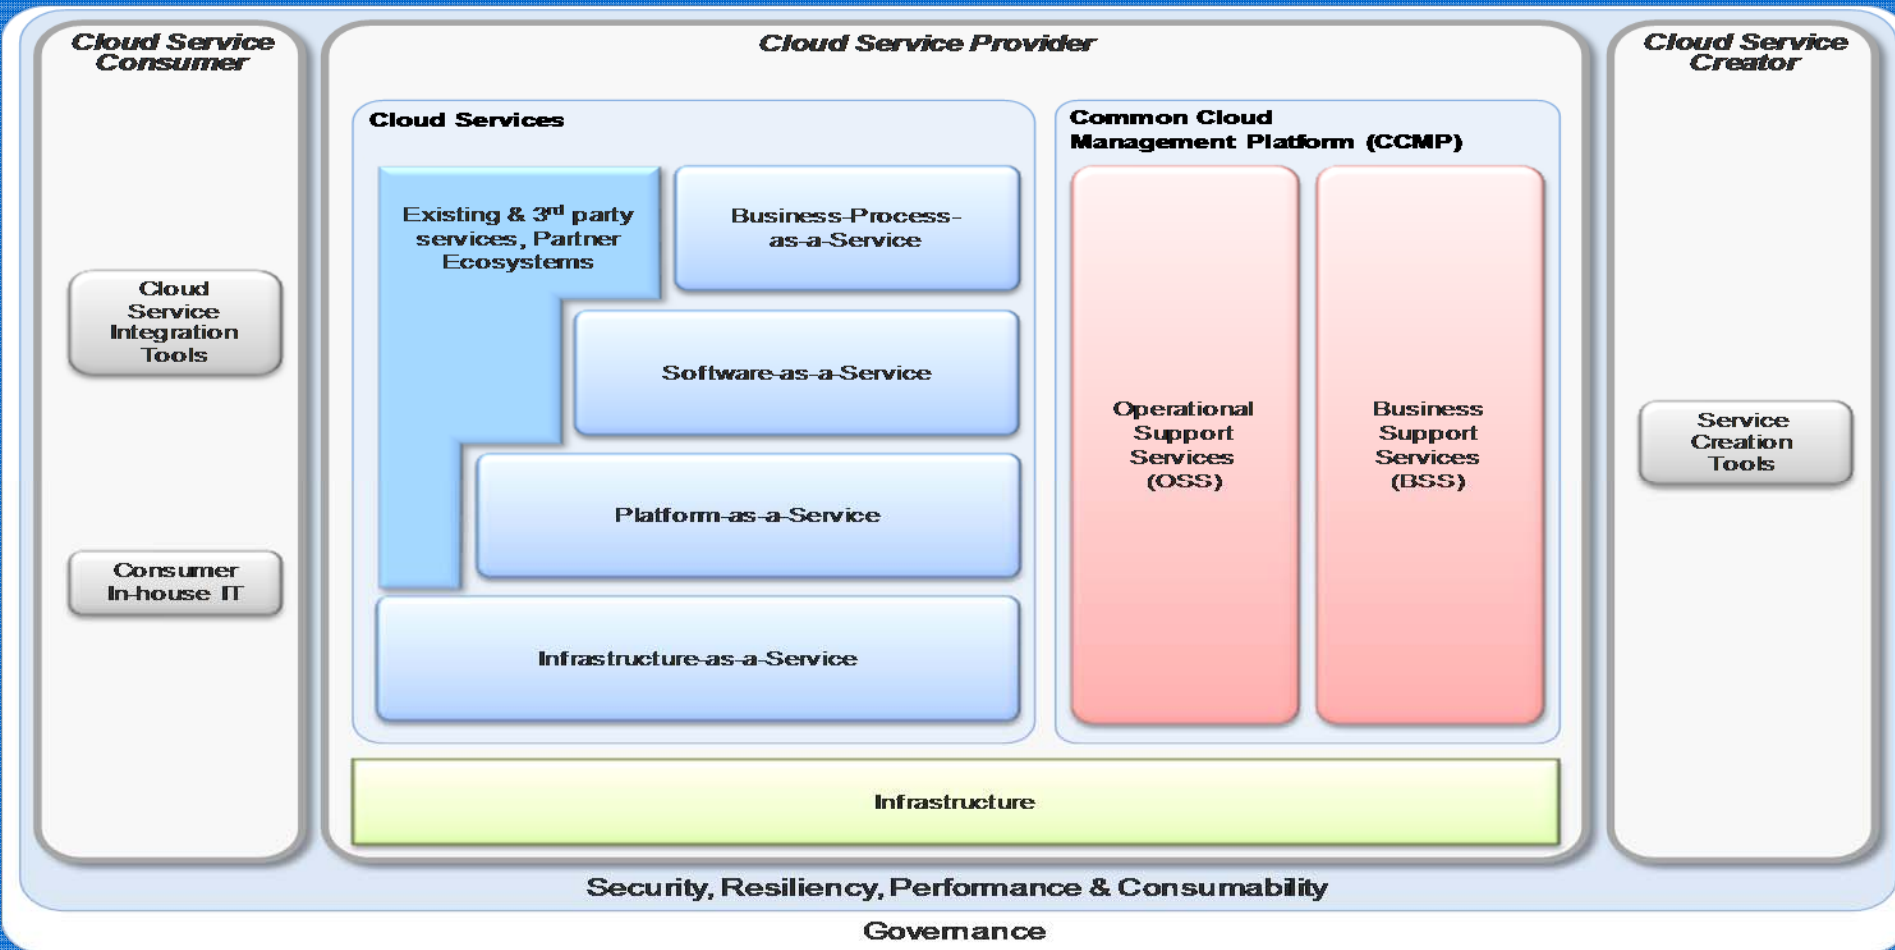 Cloud Service
Consumer
Cloud Service
Integration
Tools
Consumer
In-house IT
Cloud Service Provider
Cloud Services
Existing & 3rd party
services, Partner
Ecosystems
Business-Process-
as-a-Service
Software-as-a-Service
Platform-as-a-Service
Infrastructure-as-a-Service
Common Cloud
Management Platform (CCMP)
Operational
Support
Services
(OSS)
Business
Support
Services
(BSS)
Infrastructure
Cloud Service
Creator
Service
Creation
Tools
Security, Resiliency, Performance & Consumability
Governance